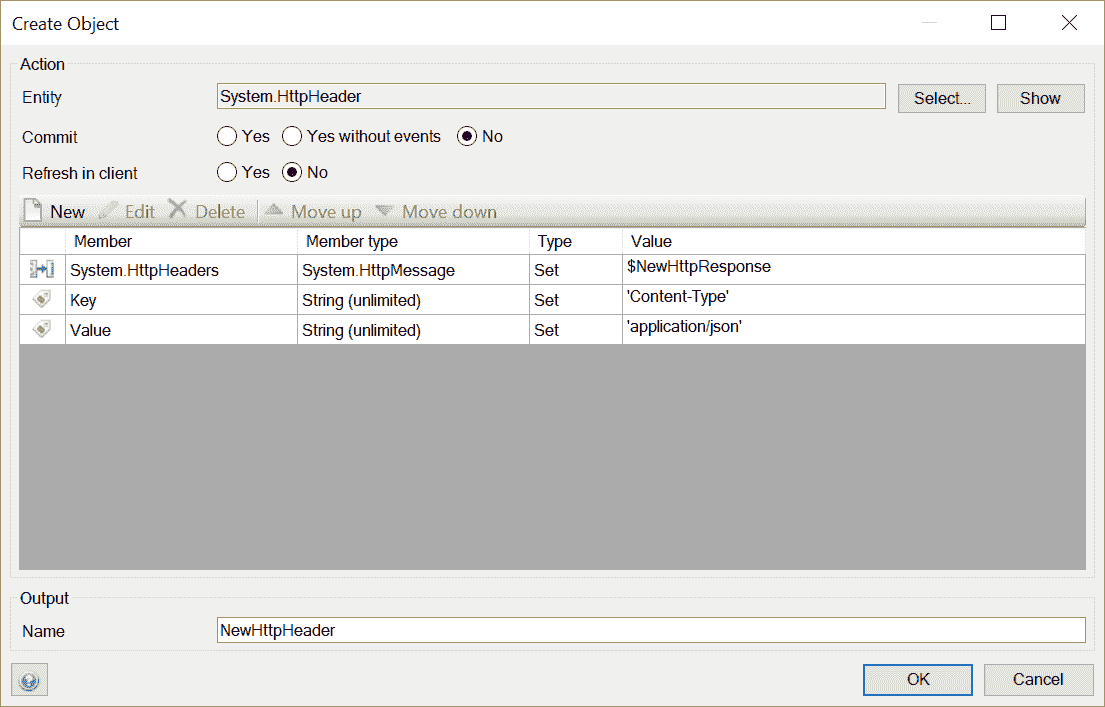 Create Object
Action
Entity System.HttpHeader Select... Show
Commit Yes Yes without events No
Refresh in client Yes No
New Edit Delete Move up Move down
Member Member type Type Value
System.HttpHeaders System.HttpMessage Set $NewHttpResponse
Key String (unlimited) Set 'Content-Type'
Value String (unlimited) Set 'application/json'
Output
Name NewHttpHeader
OK Cancel